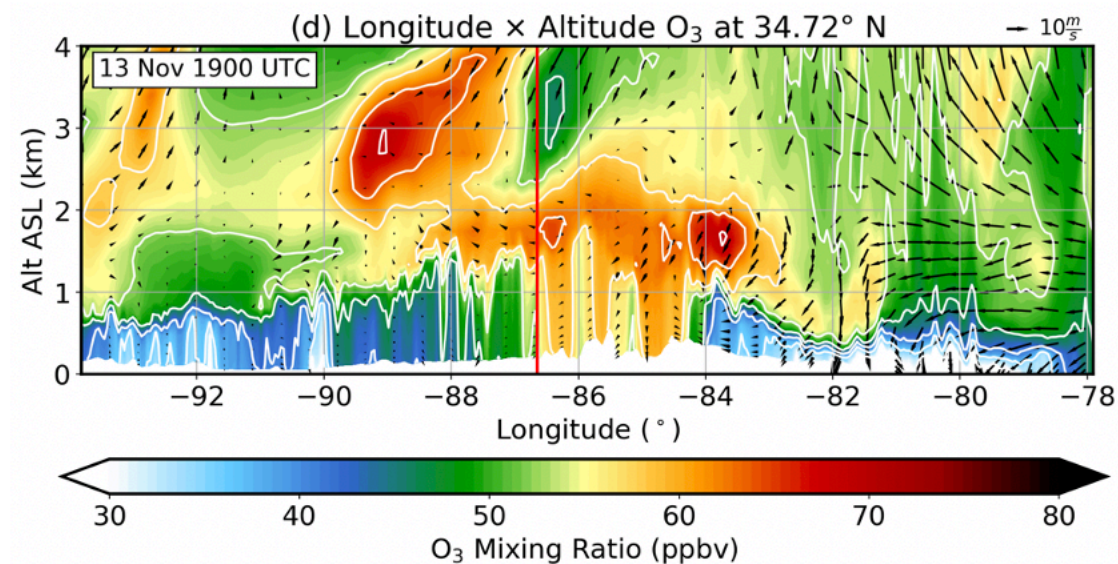 (d) Longitude × Altitude O₃ at 34.72° N
10 m/s
13 Nov 1900 UTC
4
3
2
1
0
Alt ASL (km)
−92 −90 −88 −86 −84 −82 −80 −78
Longitude (°)
30 40 50 60 70 80
O₃ Mixing Ratio (ppbv)